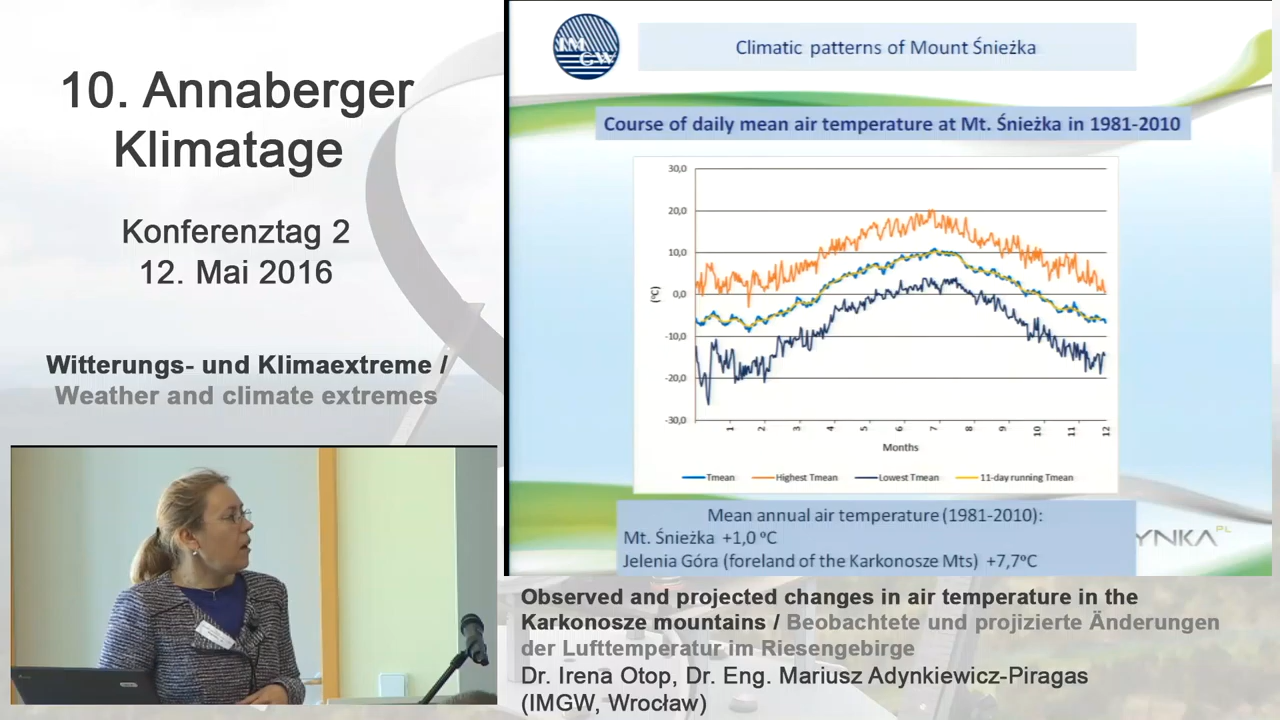 10. Annaberger
Klimatage
Konferenztag 2
12. Mai 2016
Witterungs- und Klimaextreme /
Weather and climate extremes
IM
GW
Climatic patterns of Mount Śnieżka
Course of daily mean air temperature at Mt. Śnieżka in 1981-2010
30,0
20,0
10,0
0,0
-10,0
-20,0
-30,0
(ºC)
1 2 3 4 5 6 7 8 9 10 11 12
Months
Tmean Highest Tmean Lowest Tmean 11-day running Tmean
Mean annual air temperature (1981-2010):
Mt. Śnieżka +1,0 ºC
Jelenia Góra (foreland of the Karkonosze Mts) +7,7ºC
YNKA PL
Observed and projected changes in air temperature in the
Karkonosze mountains / Beobachtete und projizierte Änderungen
der Lufttemperatur im Riesengebirge
Dr. Irena Otop, Dr. Eng. Mariusz Adynkiewicz-Piragas
(IMGW, Wrocław)